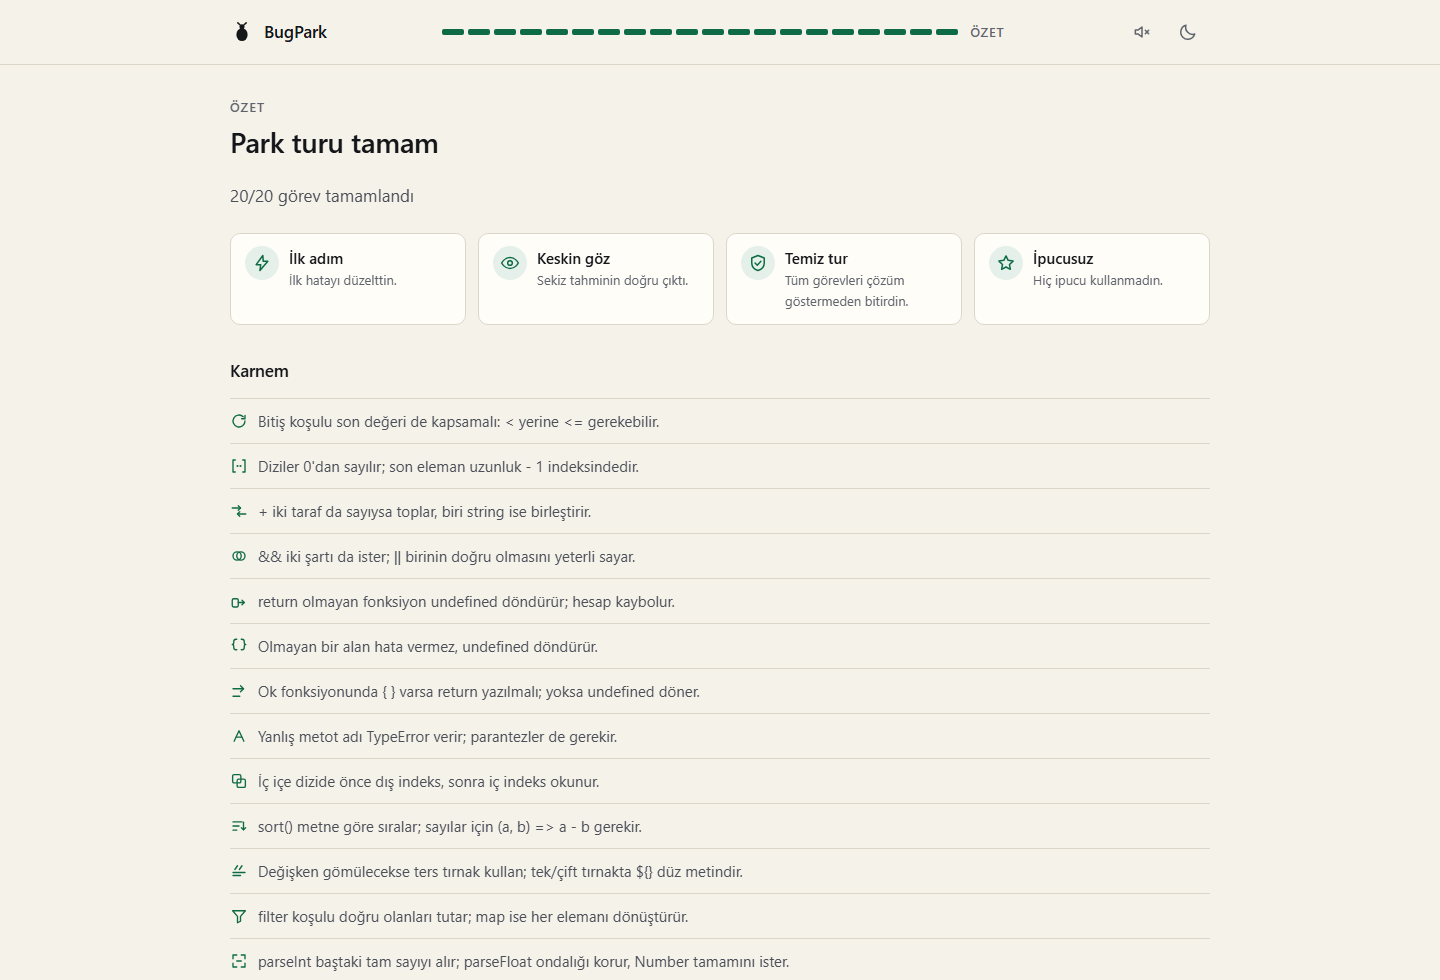 BugPark
ÖZET
ÖZET
Park turu tamam
20/20 görev tamamlandı
İlk adım
İlk hatayı düzelttin.
Keskin göz
Sekiz tahminin doğru çıktı.
Temiz tur
Tüm görevleri çözüm
göstermeden bitirdin.
İpucusuz
Hiç ipucu kullanmadın.
Karnem
Bitiş koşulu son değeri de kapsamalı: < yerine <= gerekebilir.
Diziler 0'dan sayılır; son eleman uzunluk - 1 indeksindedir.
+ iki taraf da sayıysa toplar, biri string ise birleştirir.
&& iki şartı da ister; || birinin doğru olmasını yeterli sayar.
return olmayan fonksiyon undefined döndürür; hesap kaybolur.
Olmayan bir alan hata vermez, undefined döndürür.
Ok fonksiyonunda { } varsa return yazılmalı; yoksa undefined döner.
Yanlış metot adı TypeError verir; parantezler de gerekir.
İç içe dizide önce dış indeks, sonra iç indeks okunur.
sort() metne göre sıralar; sayılar için (a, b) => a - b gerekir.
Değişken gömülecekse ters tırnak kullan; tek/çift tırnakta ${} düz metindir.
filter koşulu doğru olanları tutar; map ise her elemanı dönüştürür.
parseInt baştaki tam sayıyı alır; parseFloat ondalığı korur, Number tamamını ister.